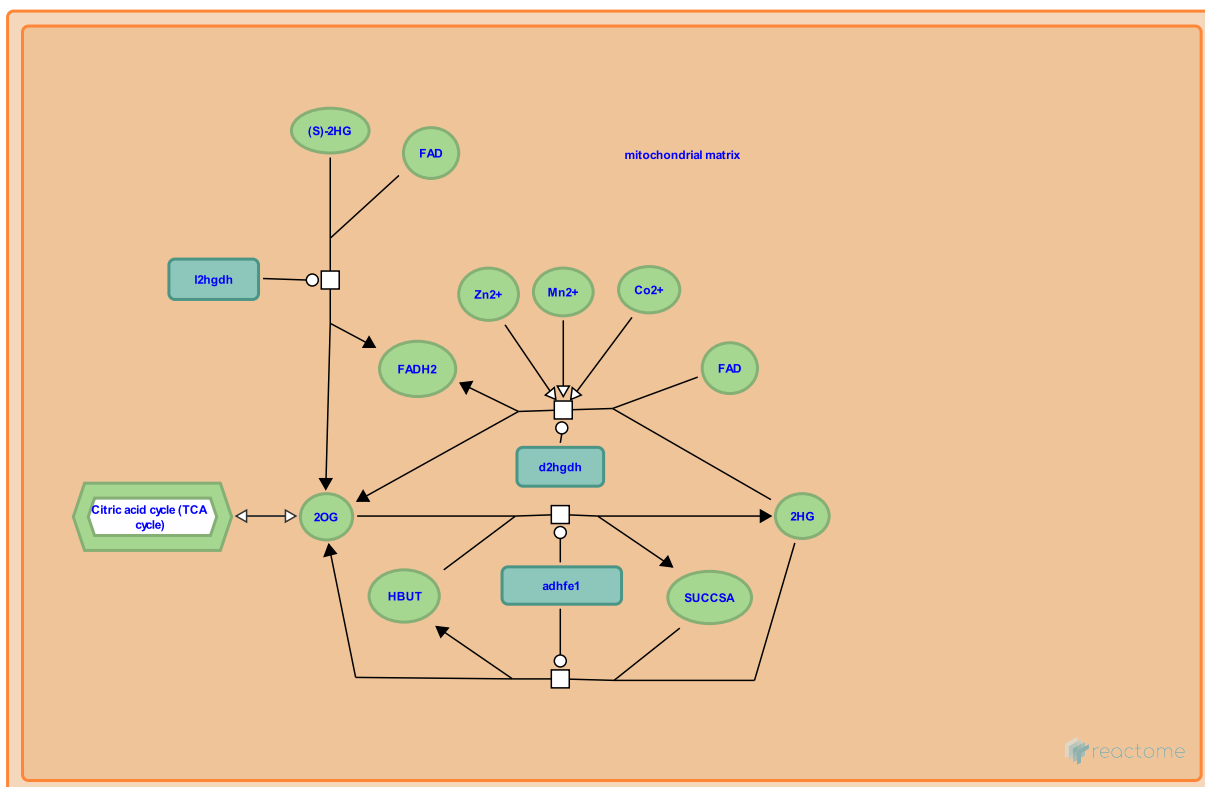 (S)-2HG
FAD
mitochondrial matrix
l2hgdh
Zn2+
Mn2+
Co2+
FADH2
FAD
d2hgdh
Citric acid cycle (TCA
cycle)
2OG
2HG
HBUT
adhfe1
SUCCSA
reactome